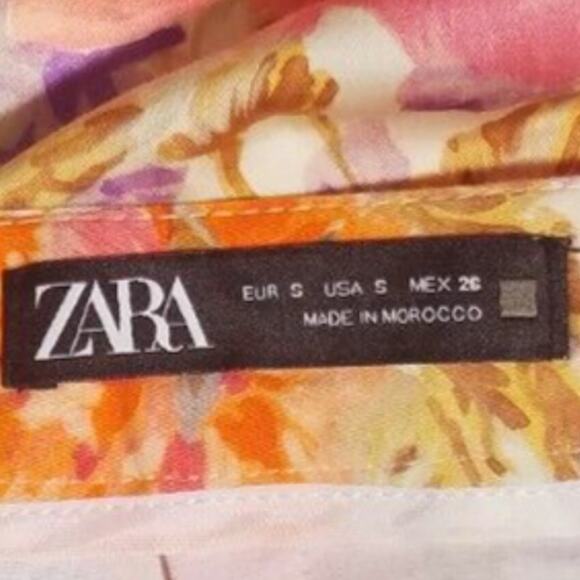 ZARA
EUR S USA S MEX 26
MADE IN MOROCCO